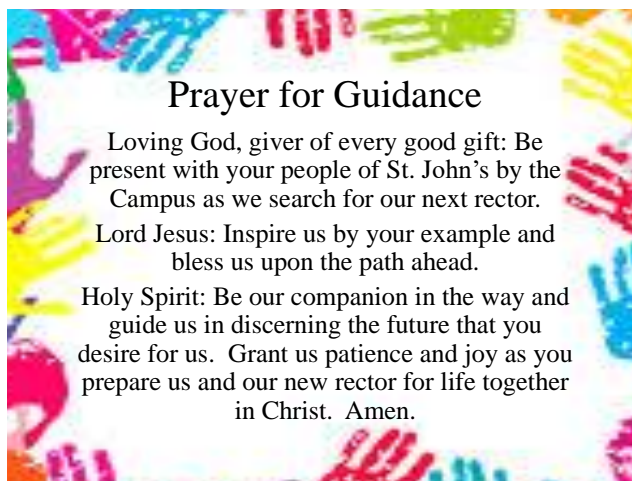 Prayer for Guidance
Loving God, giver of every good gift: Be
present with your people of St. John’s by the
Campus as we search for our next rector.
Lord Jesus: Inspire us by your example and
bless us upon the path ahead.
Holy Spirit: Be our companion in the way and
guide us in discerning the future that you
desire for us.  Grant us patience and joy as you
prepare us and our new rector for life together
in Christ.  Amen.